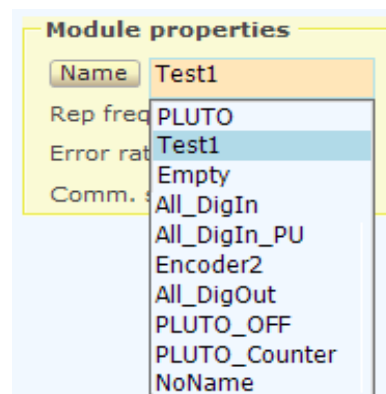 Module properties
Name Test1
Rep freq PLUTO
Error rat Test1
Empty
Comm. All_DigIn
All_DigIn_PU
Encoder2
All_DigOut
PLUTO_OFF
PLUTO_Counter
NoName